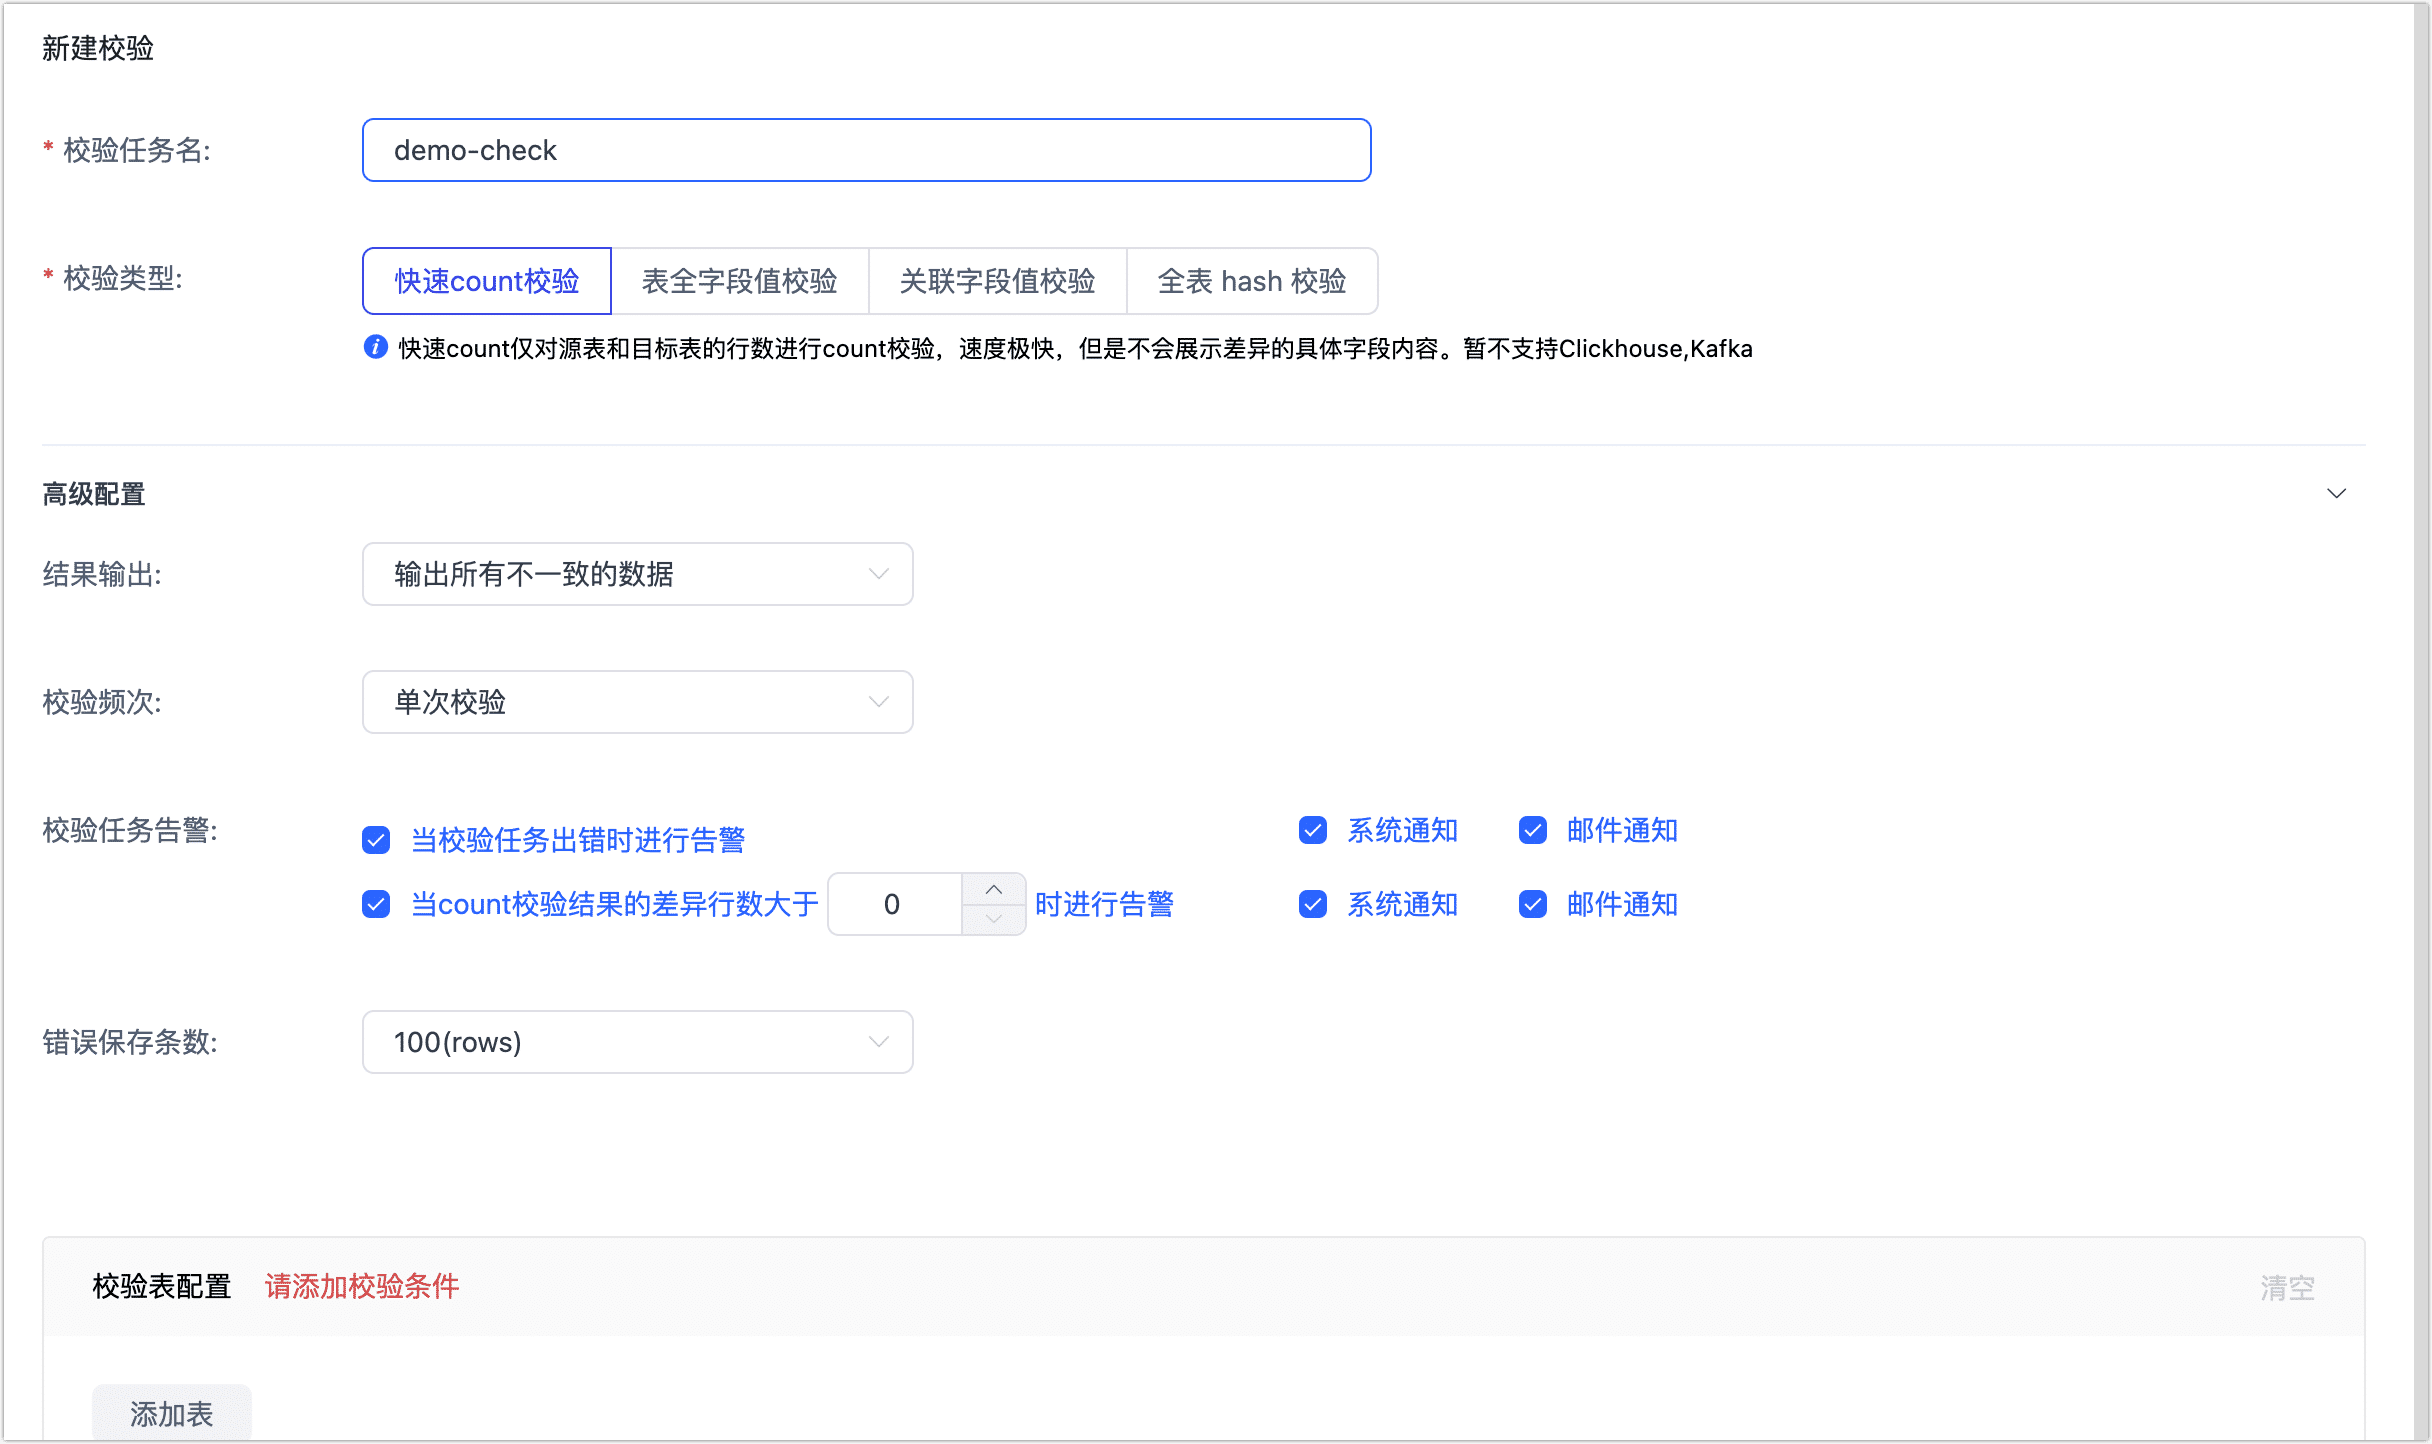 新建校验
* 校验任务名: demo-check
* 校验类型: 快速count校验 表全字段值校验 关联字段值校验 全表 hash 校验
快速count仅对源表和目标表的行数进行count校验，速度极快，但是不会展示差异的具体字段内容。暂不支持Clickhouse,Kafka
高级配置
结果输出: 输出所有不一致的数据
校验频次: 单次校验
校验任务告警: 当校验任务出错时进行告警 系统通知 邮件通知
当count校验结果的差异行数大于 0 时进行告警 系统通知 邮件通知
错误保存条数: 100(rows)
校验表配置 请添加校验条件 清空
添加表